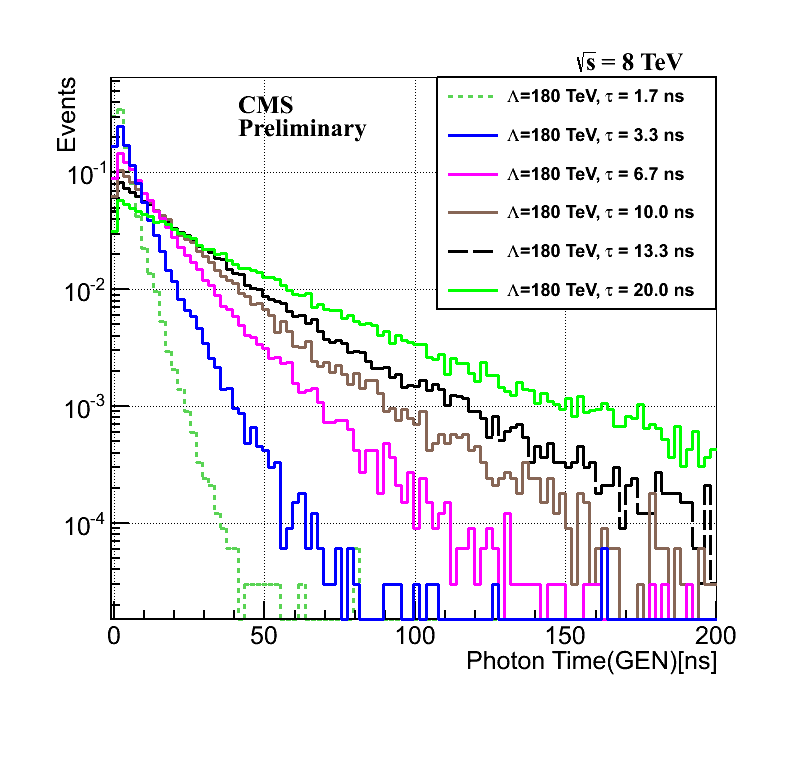 √s = 8 TeV
CMS
Preliminary
Events
Λ=180 TeV, τ = 1.7 ns
Λ=180 TeV, τ = 3.3 ns
Λ=180 TeV, τ = 6.7 ns
Λ=180 TeV, τ = 10.0 ns
Λ=180 TeV, τ = 13.3 ns
Λ=180 TeV, τ = 20.0 ns
10⁻¹
10⁻²
10⁻³
10⁻⁴
0 50 100 150 200
Photon Time(GEN)[ns]